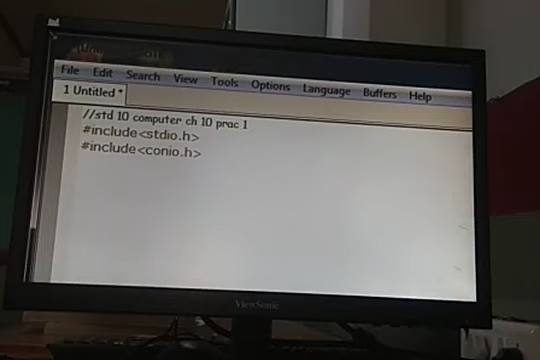 File Edit Search View Tools Options Language Buffers Help
1 Untitled *
//std 10 computer ch 10 prac 1
#include<stdio.h>
#include<conio.h>
ViewSonic